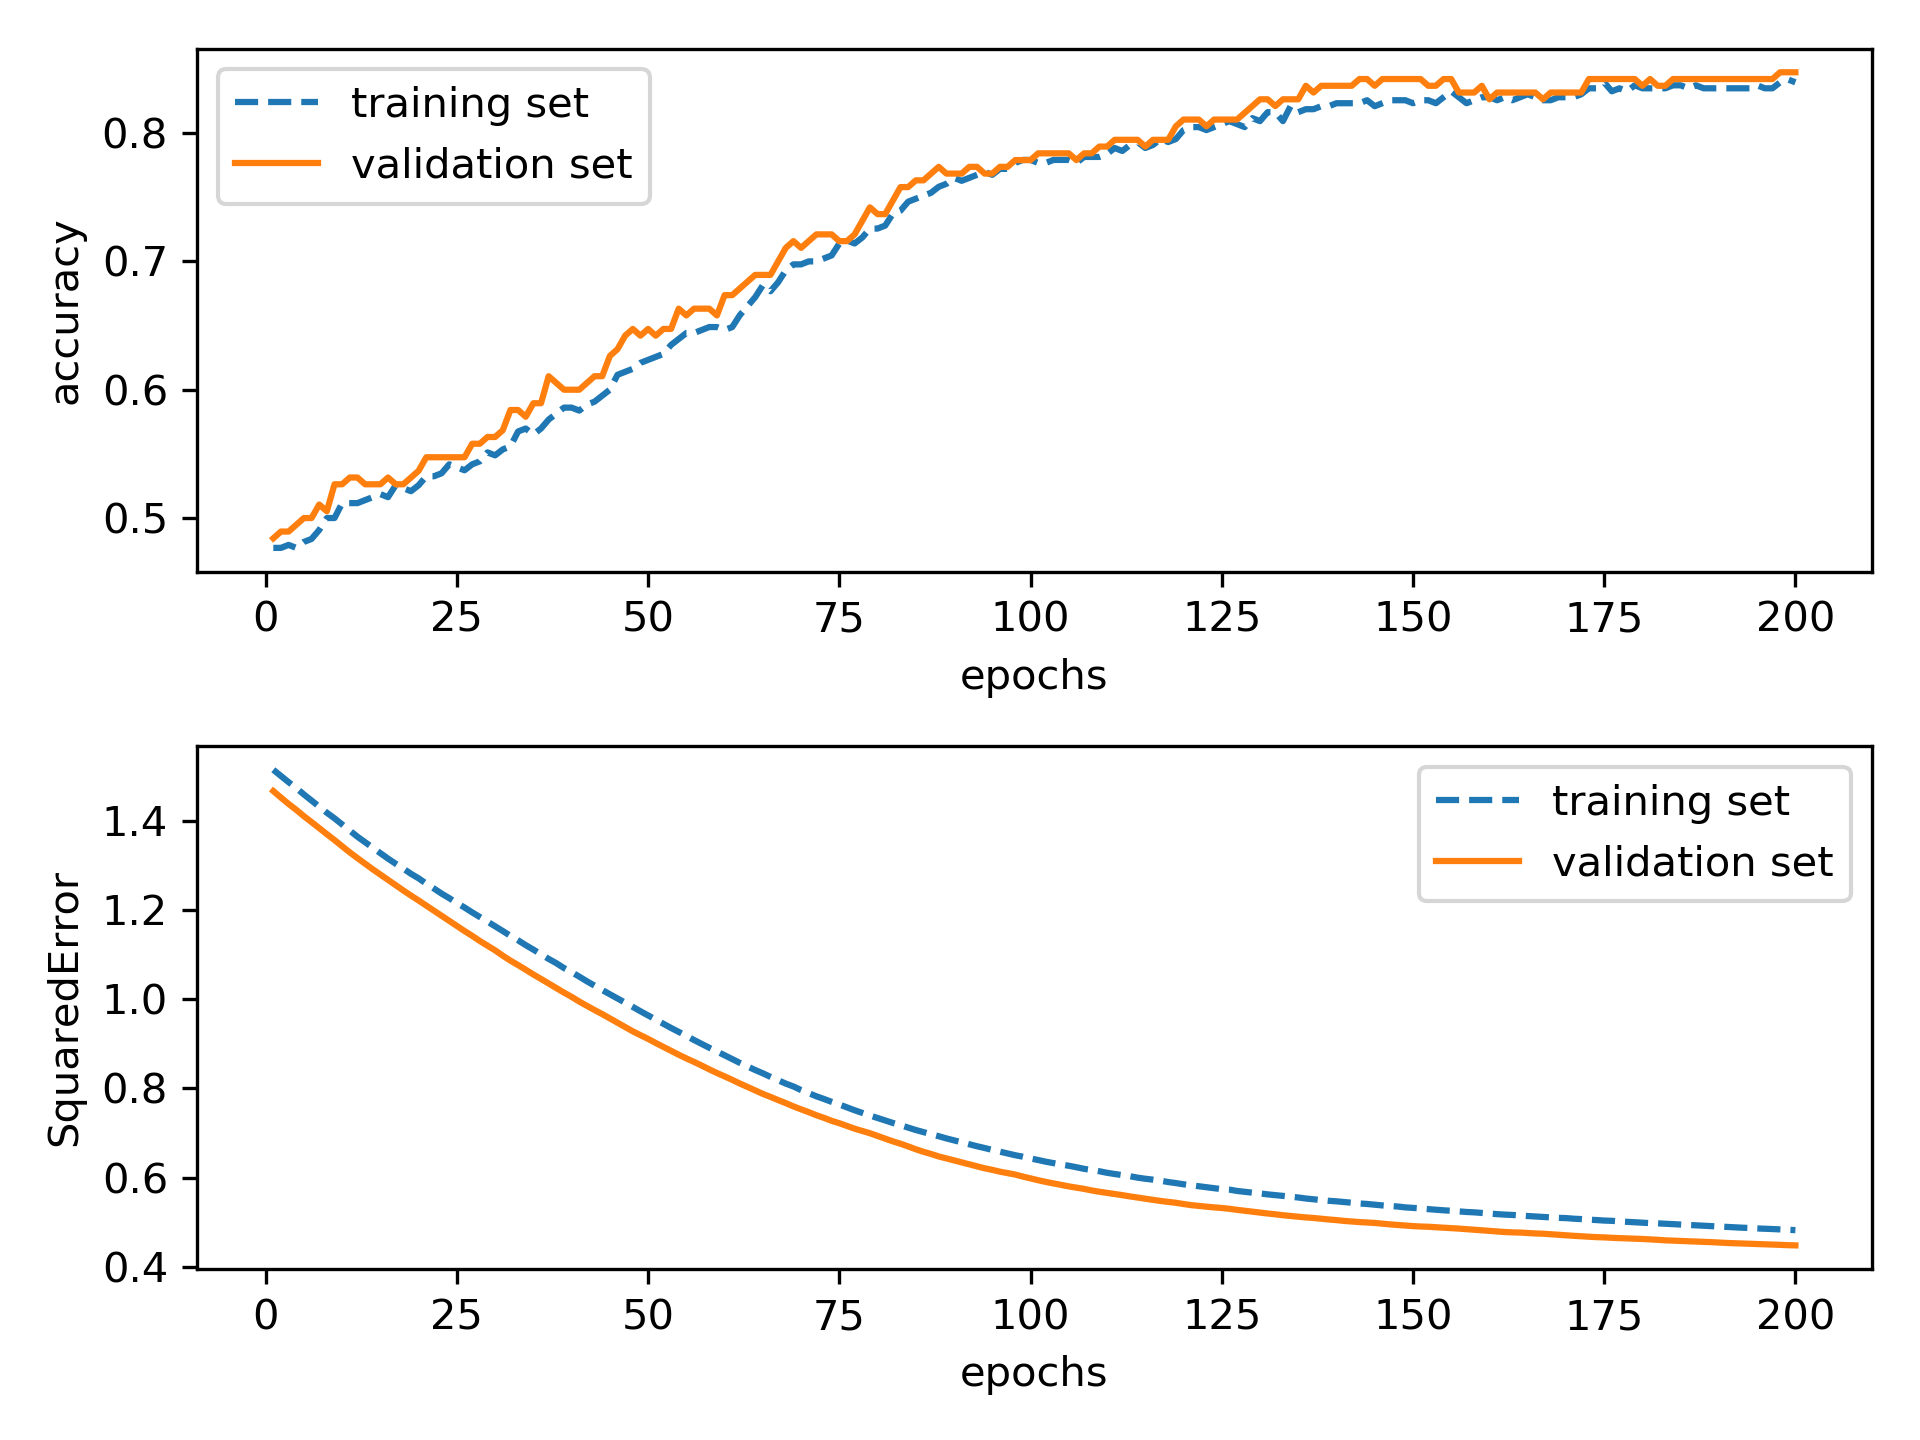 training set
validation set
0.8
0.7
0.6
0.5
accuracy
0 25 50 75 100 125 150 175 200
epochs
training set
validation set
1.4
1.2
1.0
0.8
0.6
0.4
SquaredError
0 25 50 75 100 125 150 175 200
epochs